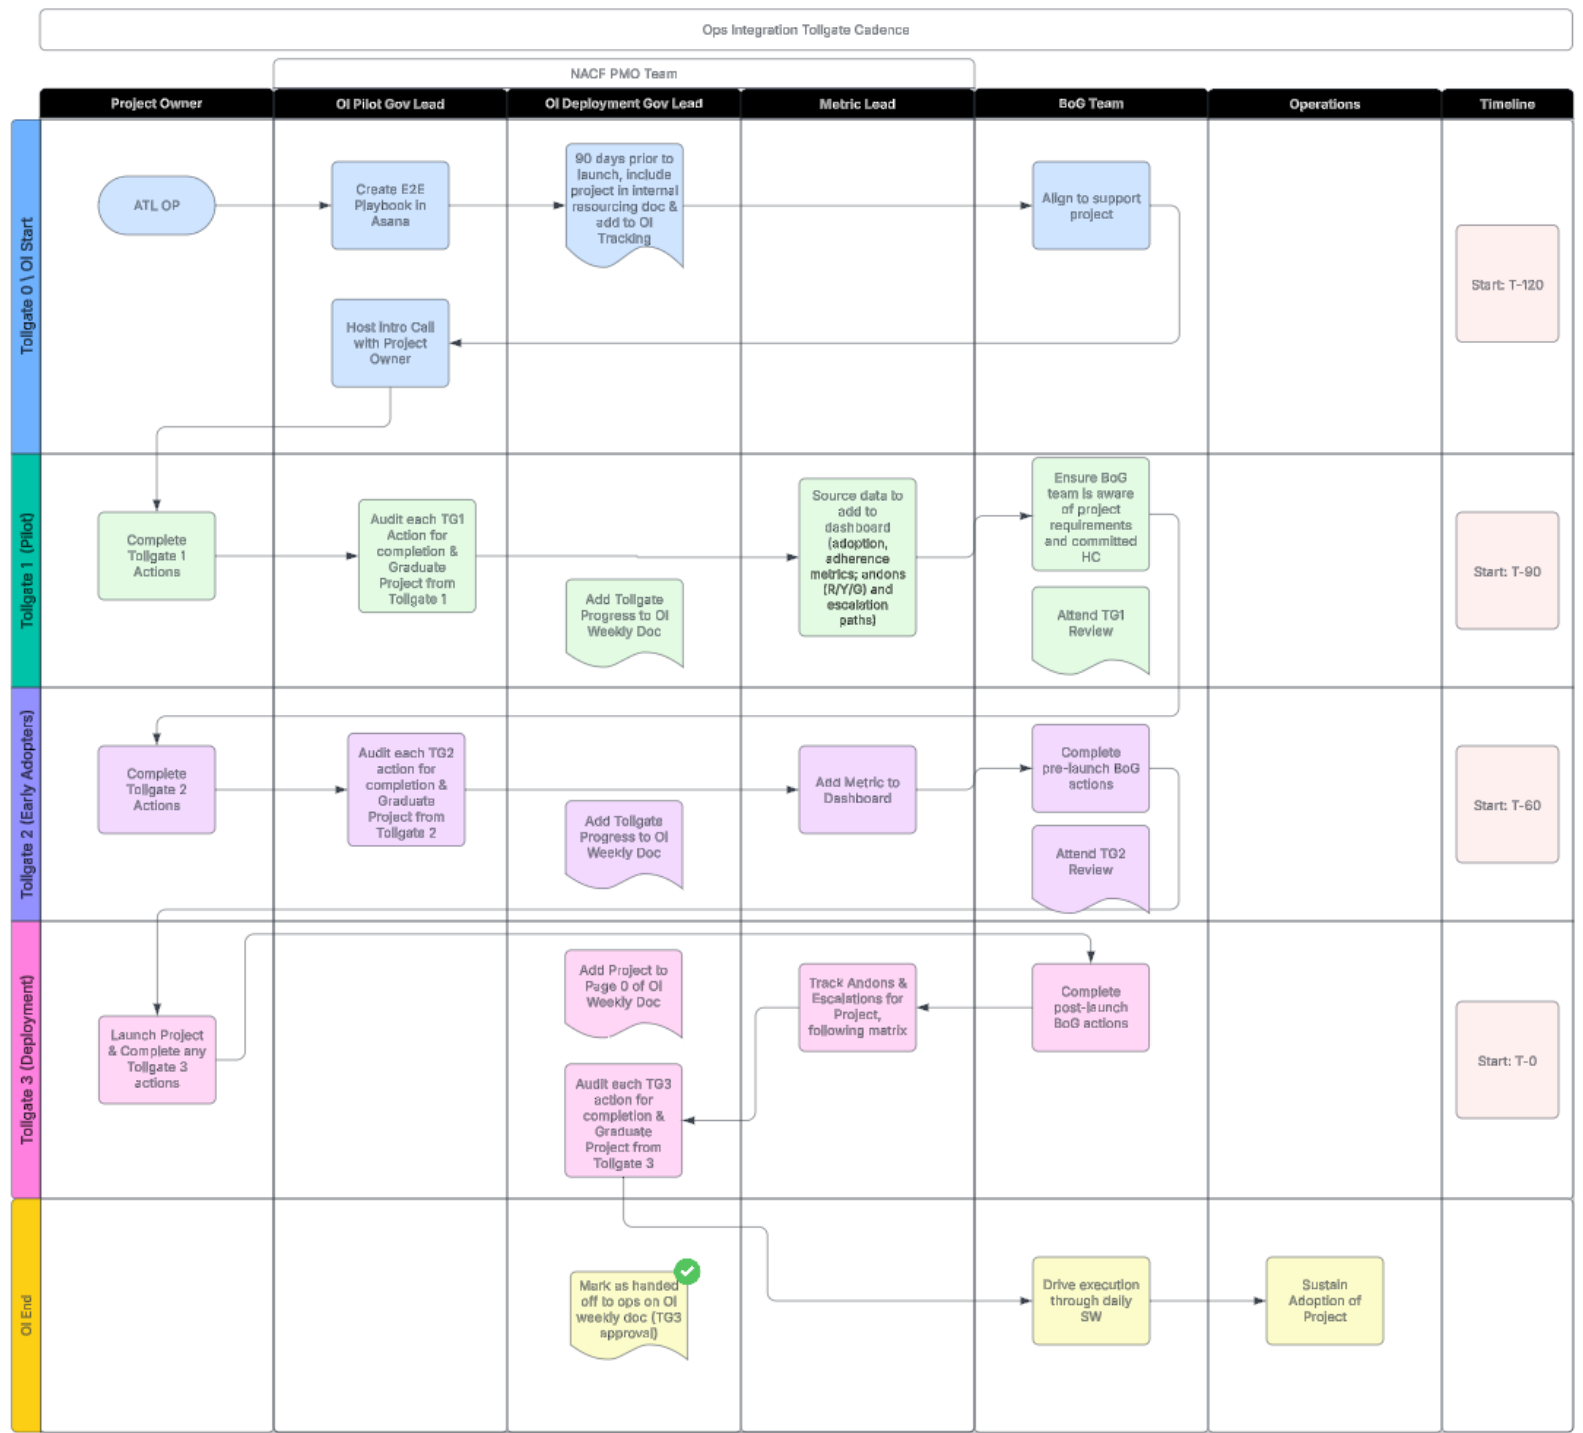 Ops Integration Tollgate Cadence
NACF PMO Team
Project Owner
OI Pilot Gov Lead
OI Deployment Gov Lead
Metric Lead
BoG Team
Operations
Timeline
Tollgate 0 \ OI Start
ATL OP
Create E2E
Playbook in
Asana
90 days prior to
launch, include
project in internal
resourcing doc &
add to OI
Tracking
Align to support
project
Host Intro Call
with Project
Owner
Start: T-120
Tollgate 1 (Pilot)
Complete
Tollgate 1
Actions
Audit each TG1
Action for
completion &
Graduate
Project from
Tollgate 1
Add Tollgate
Progress to OI
Weekly Doc
Source data to
add to
dashboard
(adoption,
adherence
metrics; andons
(R/Y/G) and
escalation
paths)
Ensure BoG
team is aware
of project
requirements
and committed
HC
Attend TG1
Review
Start: T-90
Tollgate 2 (Early Adopters)
Complete
Tollgate 2
Actions
Audit each TG2
action for
completion &
Graduate
Project from
Tollgate 2
Add Tollgate
Progress to OI
Weekly Doc
Add Metric to
Dashboard
Complete
pre-launch BoG
actions
Attend TG2
Review
Start: T-60
Tollgate 3 (Deployment)
Launch Project
& Complete any
Tollgate 3
actions
Add Project to
Page 0 of OI
Weekly Doc
Audit each TG3
action for
completion &
Graduate
Project from
Tollgate 3
Track Andons &
Escalations for
Project,
following matrix
Complete
post-launch
BoG actions
Start: T-0
OI End
Mark as handed
off to ops on OI
weekly doc (TG3
approval)
Drive execution
through daily
SW
Sustain
Adoption of
Project